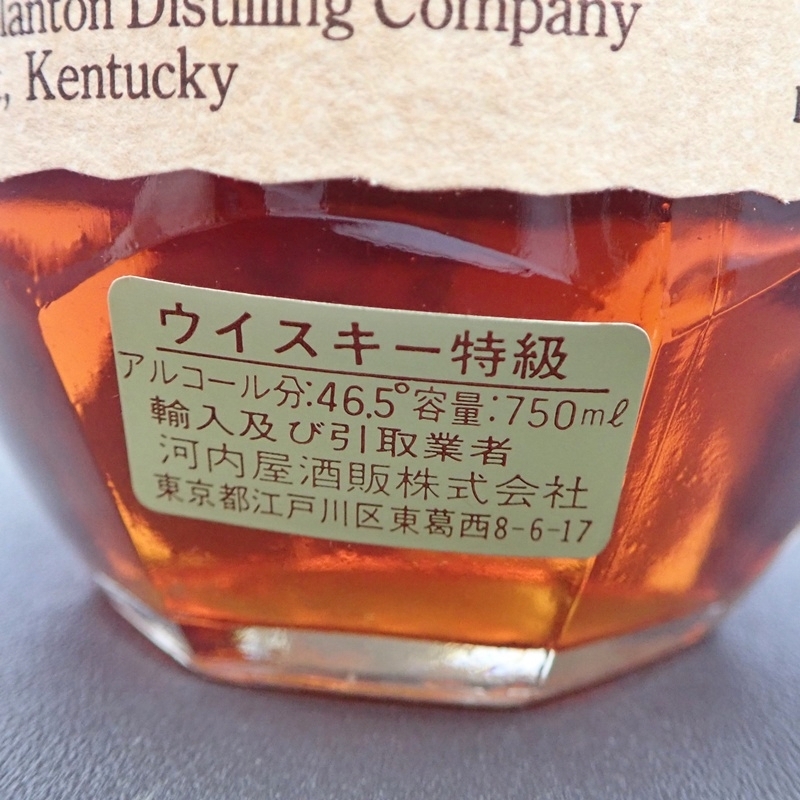 Distilling Company
Kentucky
ウイスキー特級
アルコール分:46.5°容量:750mℓ
輸入及び引取業者
河内屋酒販株式会社
東京都江戸川区東葛西8-6-17